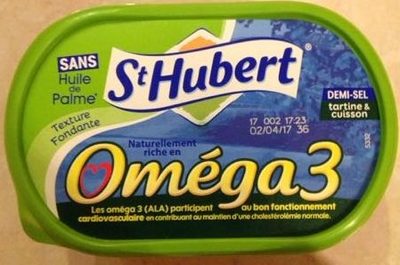 SANS
Huile
de
Palme*
StHubert
®
Texture
Fondante
DEMI-SEL
tartine &
cuisson
17 002 17:23
02/04/17 36
5332
Naturellement
riche en
Oméga3
Les oméga 3 (ALA) participent au bon fonctionnement
cardiovasculaire en contribuant au maintien d'une cholestérolémie normale.